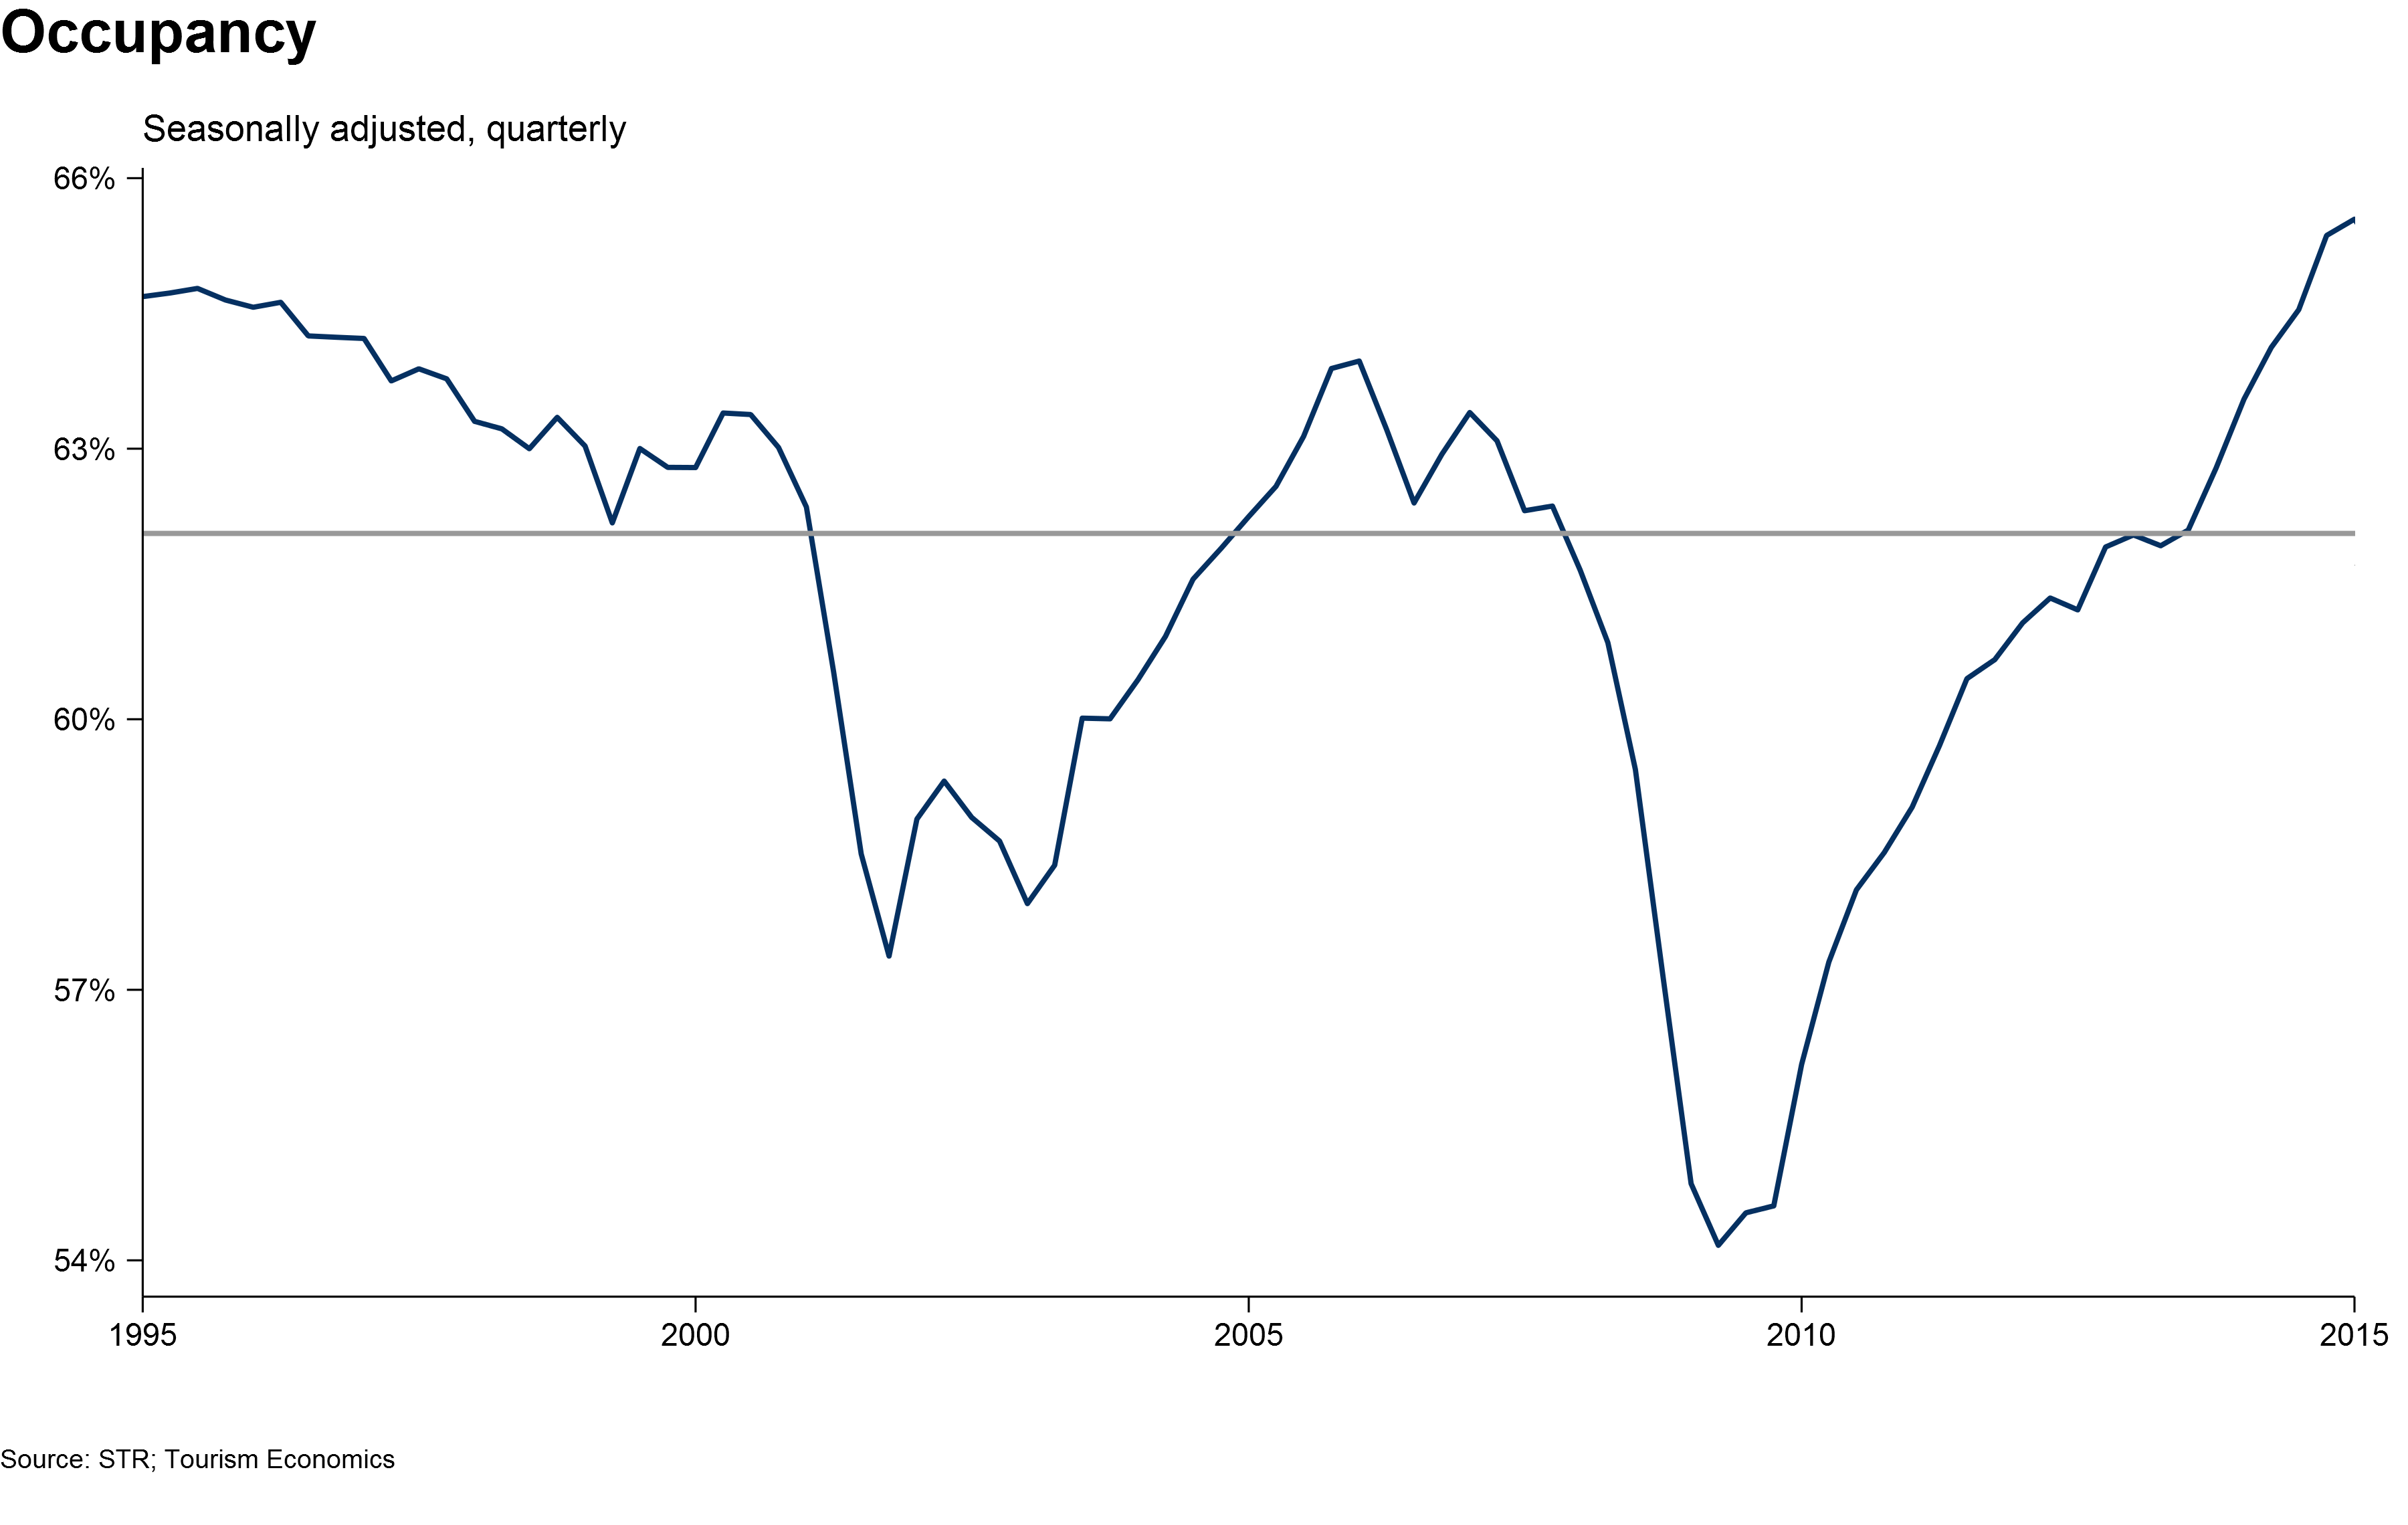 Occupancy
Seasonally adjusted, quarterly
66%
63%
60%
57%
54%
1995 2000 2005 2010 2015
Source: STR; Tourism Economics